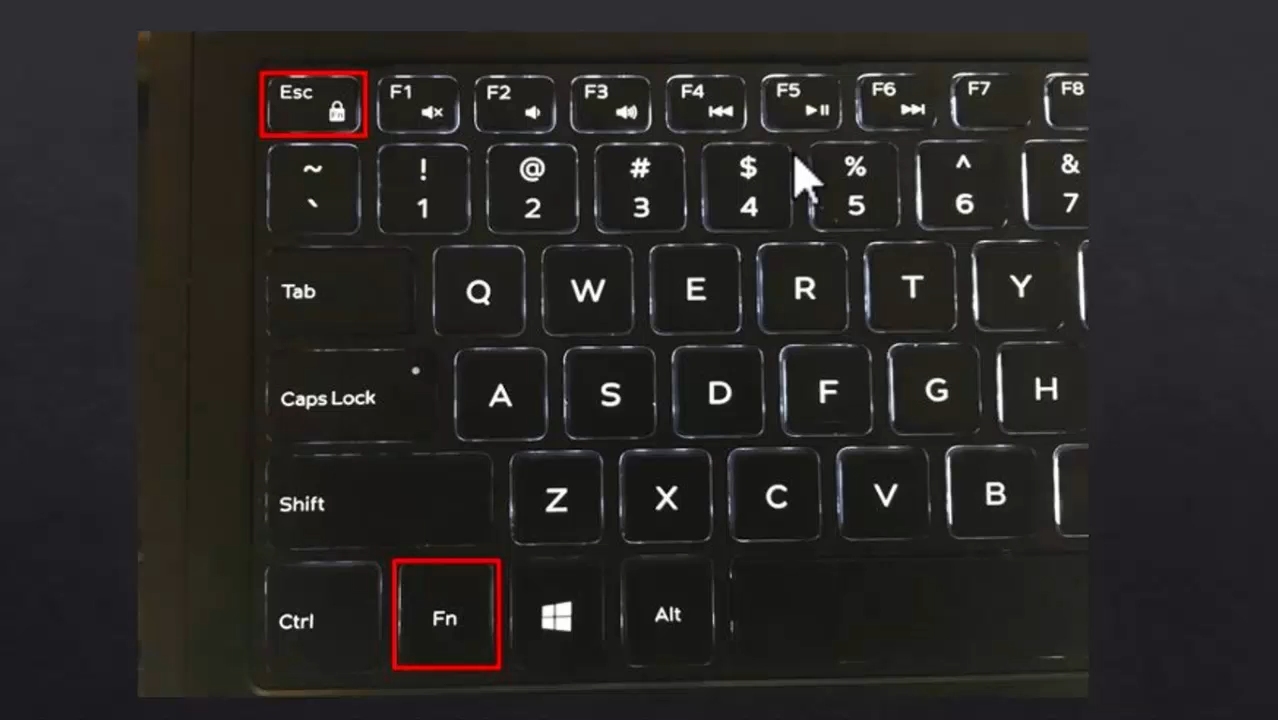 Esc F1 F2 F3 F4 F5 F6 F7 F8
Fn
~ ! @ # $ % ^ &
` 1 2 3 4 5 6 7
Tab Q W E R T Y
Caps Lock A S D F G H
Shift Z X C V B
Ctrl Fn Alt